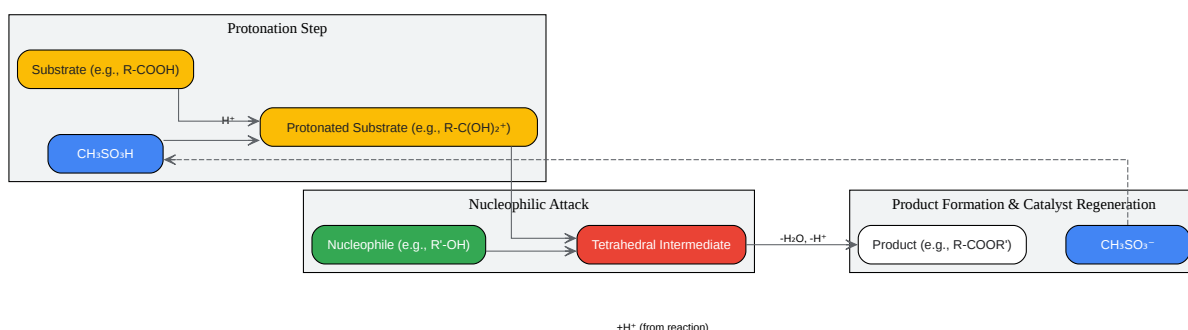 Protonation Step
Substrate (e.g., R-COOH)
H⁺
Protonated Substrate (e.g., R-C(OH)₂⁺)
CH₃SO₃H
Nucleophilic Attack
Nucleophile (e.g., R'-OH)
Tetrahedral Intermediate
-H₂O, -H⁺
Product Formation & Catalyst Regeneration
Product (e.g., R-COOR')
CH₃SO₃⁻
+H⁺ (from reaction)